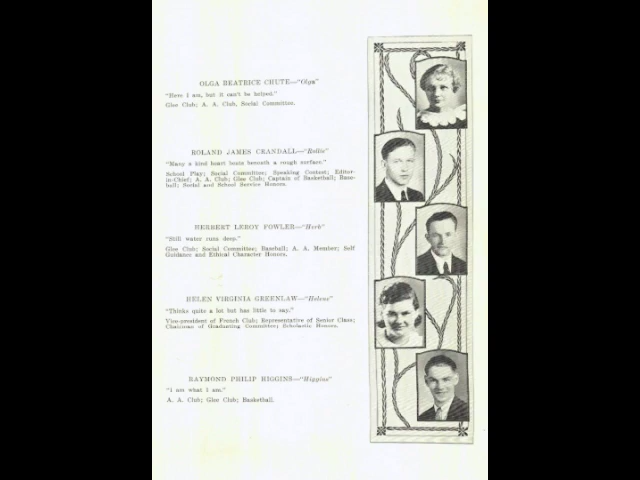 OLGA BEATRICE CHUTE—"Olga"
"Here I am, but it can't be helped."
Glee Club; A. A. Club, Social Committee.
ROLAND JAMES CRANDALL—"Rollie"
"Many a kind heart beats beneath a rough surface."
School Play; Social Committee; Speaking Contest; Editor-
in-Chief; A. A. Club; Glee Club; Captain of Basketball; Base-
ball; Social and School Service Honors.
HERBERT LEROY FOWLER—"Herb"
"Still water runs deep."
Glee Club; Social Committee; Baseball; A. A. Member; Self
Guidance and Ethical Character Honors.
HELEN VIRGINIA GREENLAW—"Helene"
"Thinks quite a lot but has little to say."
Vice-president of French Club; Representative of Senior Class;
Chairman of Graduating Committee; Scholastic Honors.
RAYMOND PHILIP HIGGINS—"Higgins"
"I am what I am."
A. A. Club; Glee Club; Basketball.